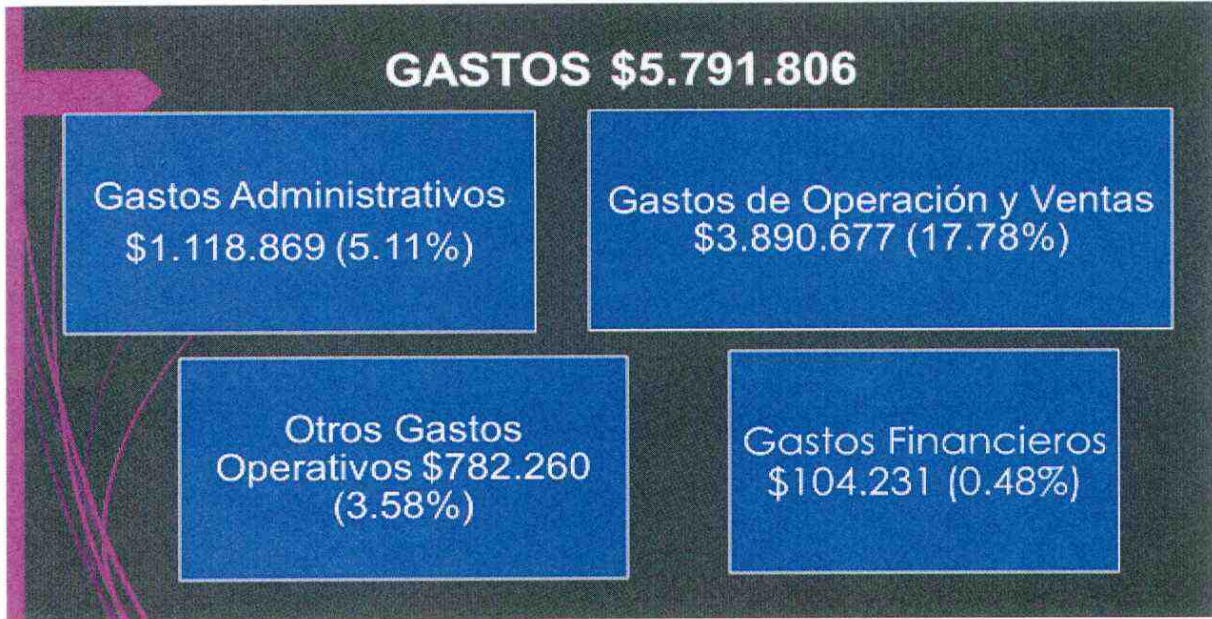 GASTOS $5.791.806
Gastos Administrativos
$1.118.869 (5.11%)
Gastos de Operación y Ventas
$3.890.677 (17.78%)
Otros Gastos
Operativos $782.260
(3.58%)
Gastos Financieros
$104.231 (0.48%)